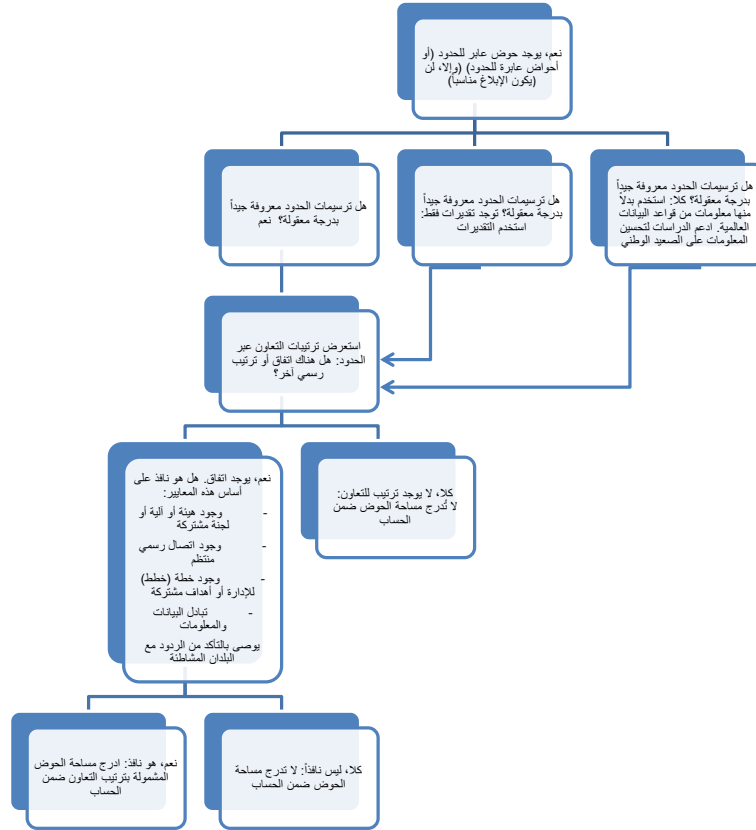 نعم، يوجد حوض عابر للحدود (أو
أحواض عابرة للحدود) (وإلا، لن
يكون الإبلاغ مناسباً)
هل ترسيمات الحدود معروفة جيداً
بدرجة معقولة؟ كلا: استخدم بدلاً
منها معلومات من قواعد البيانات
العالمية. ادعم الدراسات لتحسين
المعلومات على الصعيد الوطني
هل ترسيمات الحدود معروفة جيداً
بدرجة معقولة؟ توجد تقديرات فقط:
استخدم التقديرات
هل ترسيمات الحدود معروفة جيداً
بدرجة معقولة؟ نعم
استعرض ترتيبات التعاون عبر
الحدود: هل هناك اتفاق أو ترتيب
رسمي آخر؟
كلا، لا يوجد ترتيب للتعاون:
لا تُدرج مساحة الحوض ضمن
الحساب
نعم، يوجد اتفاق. هل هو نافذ على
أساس هذه المعايير:
- وجود هيئة أو آلية أو
لجنة مشتركة
- وجود اتصال رسمي
منتظم
- وجود خطة (خطط)
للإدارة أو أهداف مشتركة
- تبادل البيانات
والمعلومات
يوصى بالتأكد من الردود مع
البلدان المشاطئة
كلا، ليس نافذاً: لا تدرج مساحة
الحوض ضمن الحساب
نعم، هو نافذ: ادرج مساحة الحوض
المشمولة بترتيب التعاون ضمن
الحساب